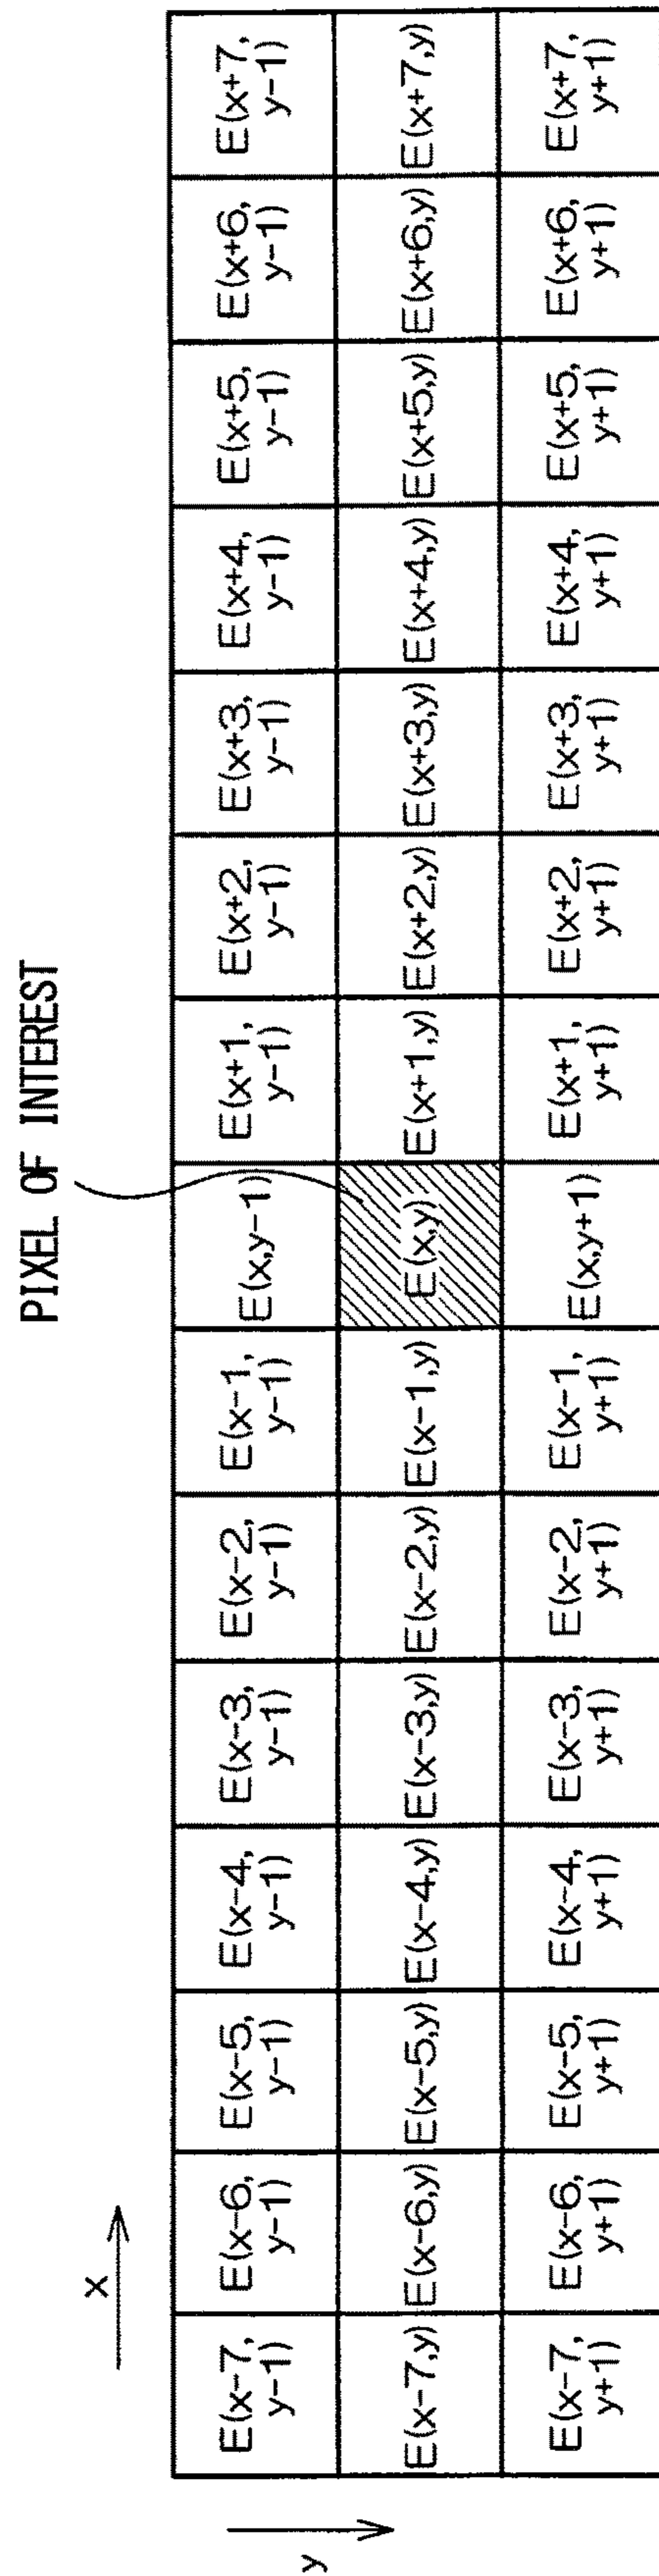 PIXEL OF INTEREST
x
y
E(x-7,
y-1)
E(x-6,
y-1)
E(x-5,
y-1)
E(x-4,
y-1)
E(x-3,
y-1)
E(x-2,
y-1)
E(x-1,
y-1)
E(x,y-1)
E(x+1,
y-1)
E(x+2,
y-1)
E(x+3,
y-1)
E(x+4,
y-1)
E(x+5,
y-1)
E(x+6,
y-1)
E(x+7,
y-1)
E(x-7,y)
E(x-6,y)
E(x-5,y)
E(x-4,y)
E(x-3,y)
E(x-2,y)
E(x-1,y)
E(x,y)
E(x+1,y)
E(x+2,y)
E(x+3,y)
E(x+4,y)
E(x+5,y)
E(x+6,y)
E(x+7,y)
E(x-7,
y+1)
E(x-6,
y+1)
E(x-5,
y+1)
E(x-4,
y+1)
E(x-3,
y+1)
E(x-2,
y+1)
E(x-1,
y+1)
E(x,y+1)
E(x+1,
y+1)
E(x+2,
y+1)
E(x+3,
y+1)
E(x+4,
y+1)
E(x+5,
y+1)
E(x+6,
y+1)
E(x+7,
y+1)